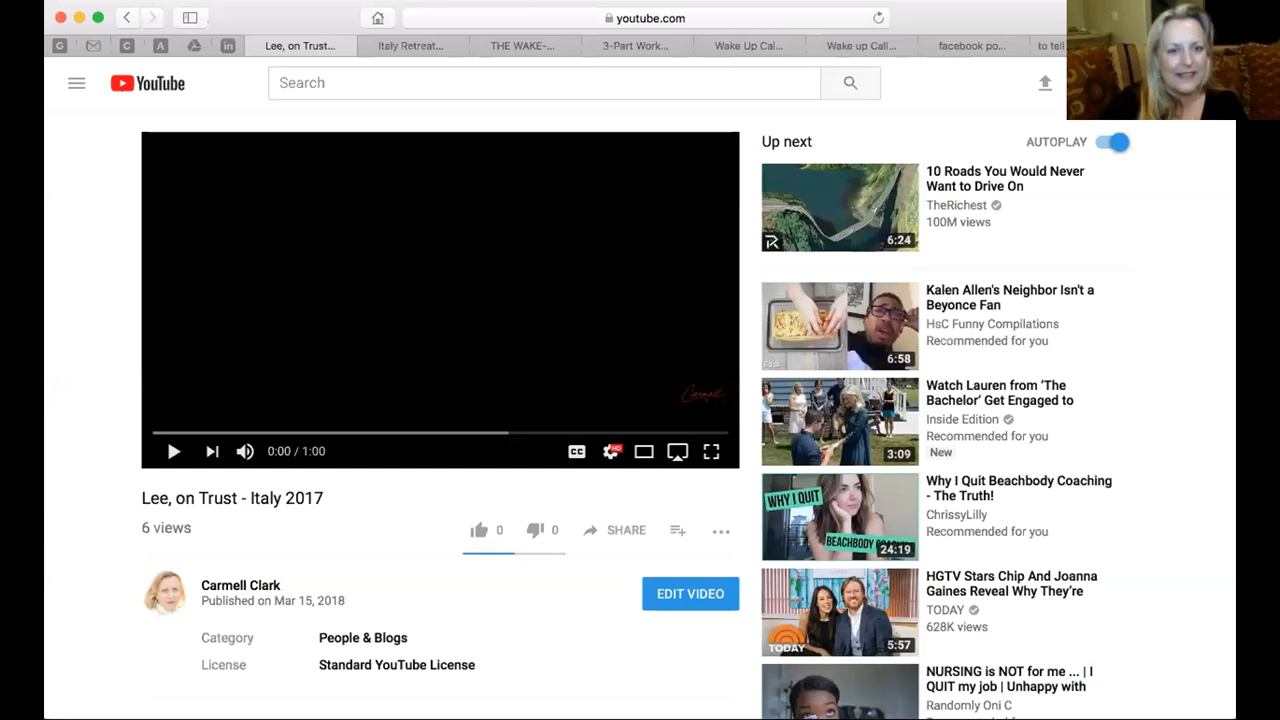 youtube.com
G
C
A
in
Lee, on Trust...
Italy Retreat...
THE WAKE-...
3-Part Work...
Wake Up Cal...
Wake up Call...
facebook po...
to tell
YouTube
Search
Carmell
0:00 / 1:00
CC
HD
Lee, on Trust - Italy 2017
6 views
0
0
SHARE
Carmell Clark
Published on Mar 15, 2018
EDIT VIDEO
Category
People & Blogs
License
Standard YouTube License
Up next
AUTOPLAY
6:24
10 Roads You Would Never
Want to Drive On
TheRichest
100M views
6:58
Kalen Allen's Neighbor Isn't a
Beyonce Fan
HsC Funny Compilations
Recommended for you
3:09
Watch Lauren from ‘The
Bachelor’ Get Engaged to
Inside Edition
Recommended for you
New
WHY I QUIT
BEACHBODY
24:19
Why I Quit Beachbody Coaching
- The Truth!
ChrissyLilly
Recommended for you
TODAY
5:57
HGTV Stars Chip And Joanna
Gaines Reveal Why They’re
TODAY
628K views
NURSING is NOT for me ... | I
QUIT my job | Unhappy with
Randomly Oni C